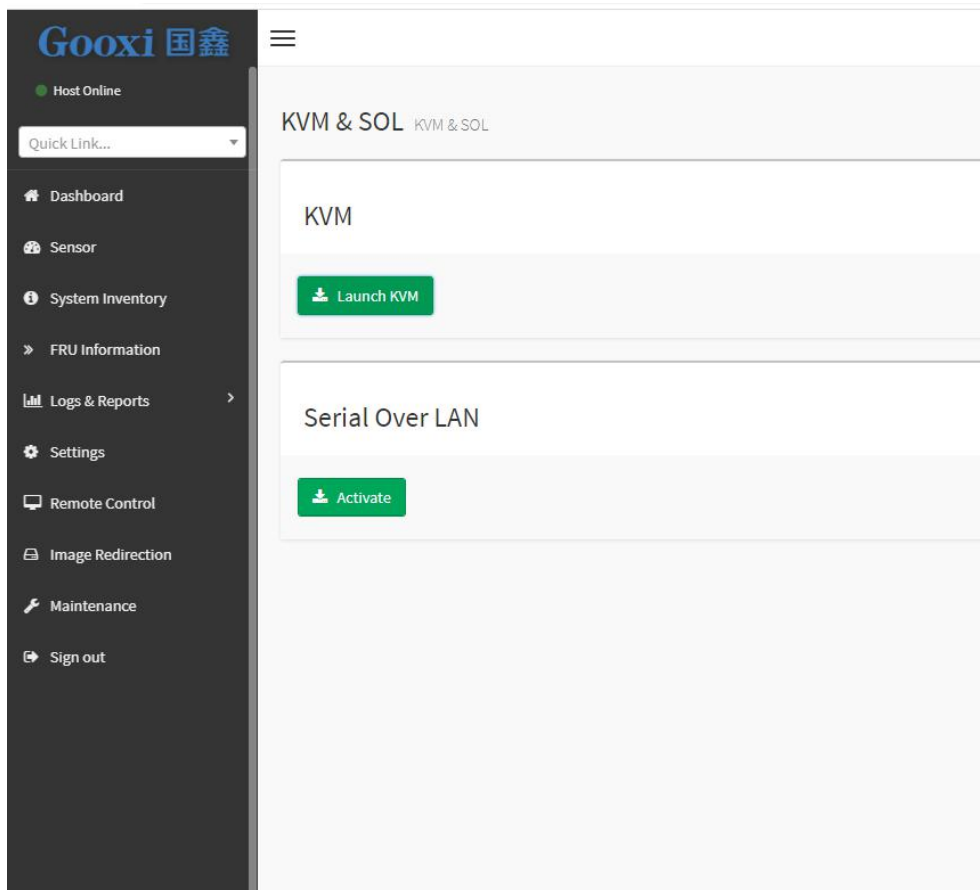 Gooxi 国鑫
Host Online
Quick Link...
Dashboard
Sensor
System Inventory
FRU Information
Logs & Reports
Settings
Remote Control
Image Redirection
Maintenance
Sign out
KVM & SOL KVM & SOL
KVM
Launch KVM
Serial Over LAN
Activate